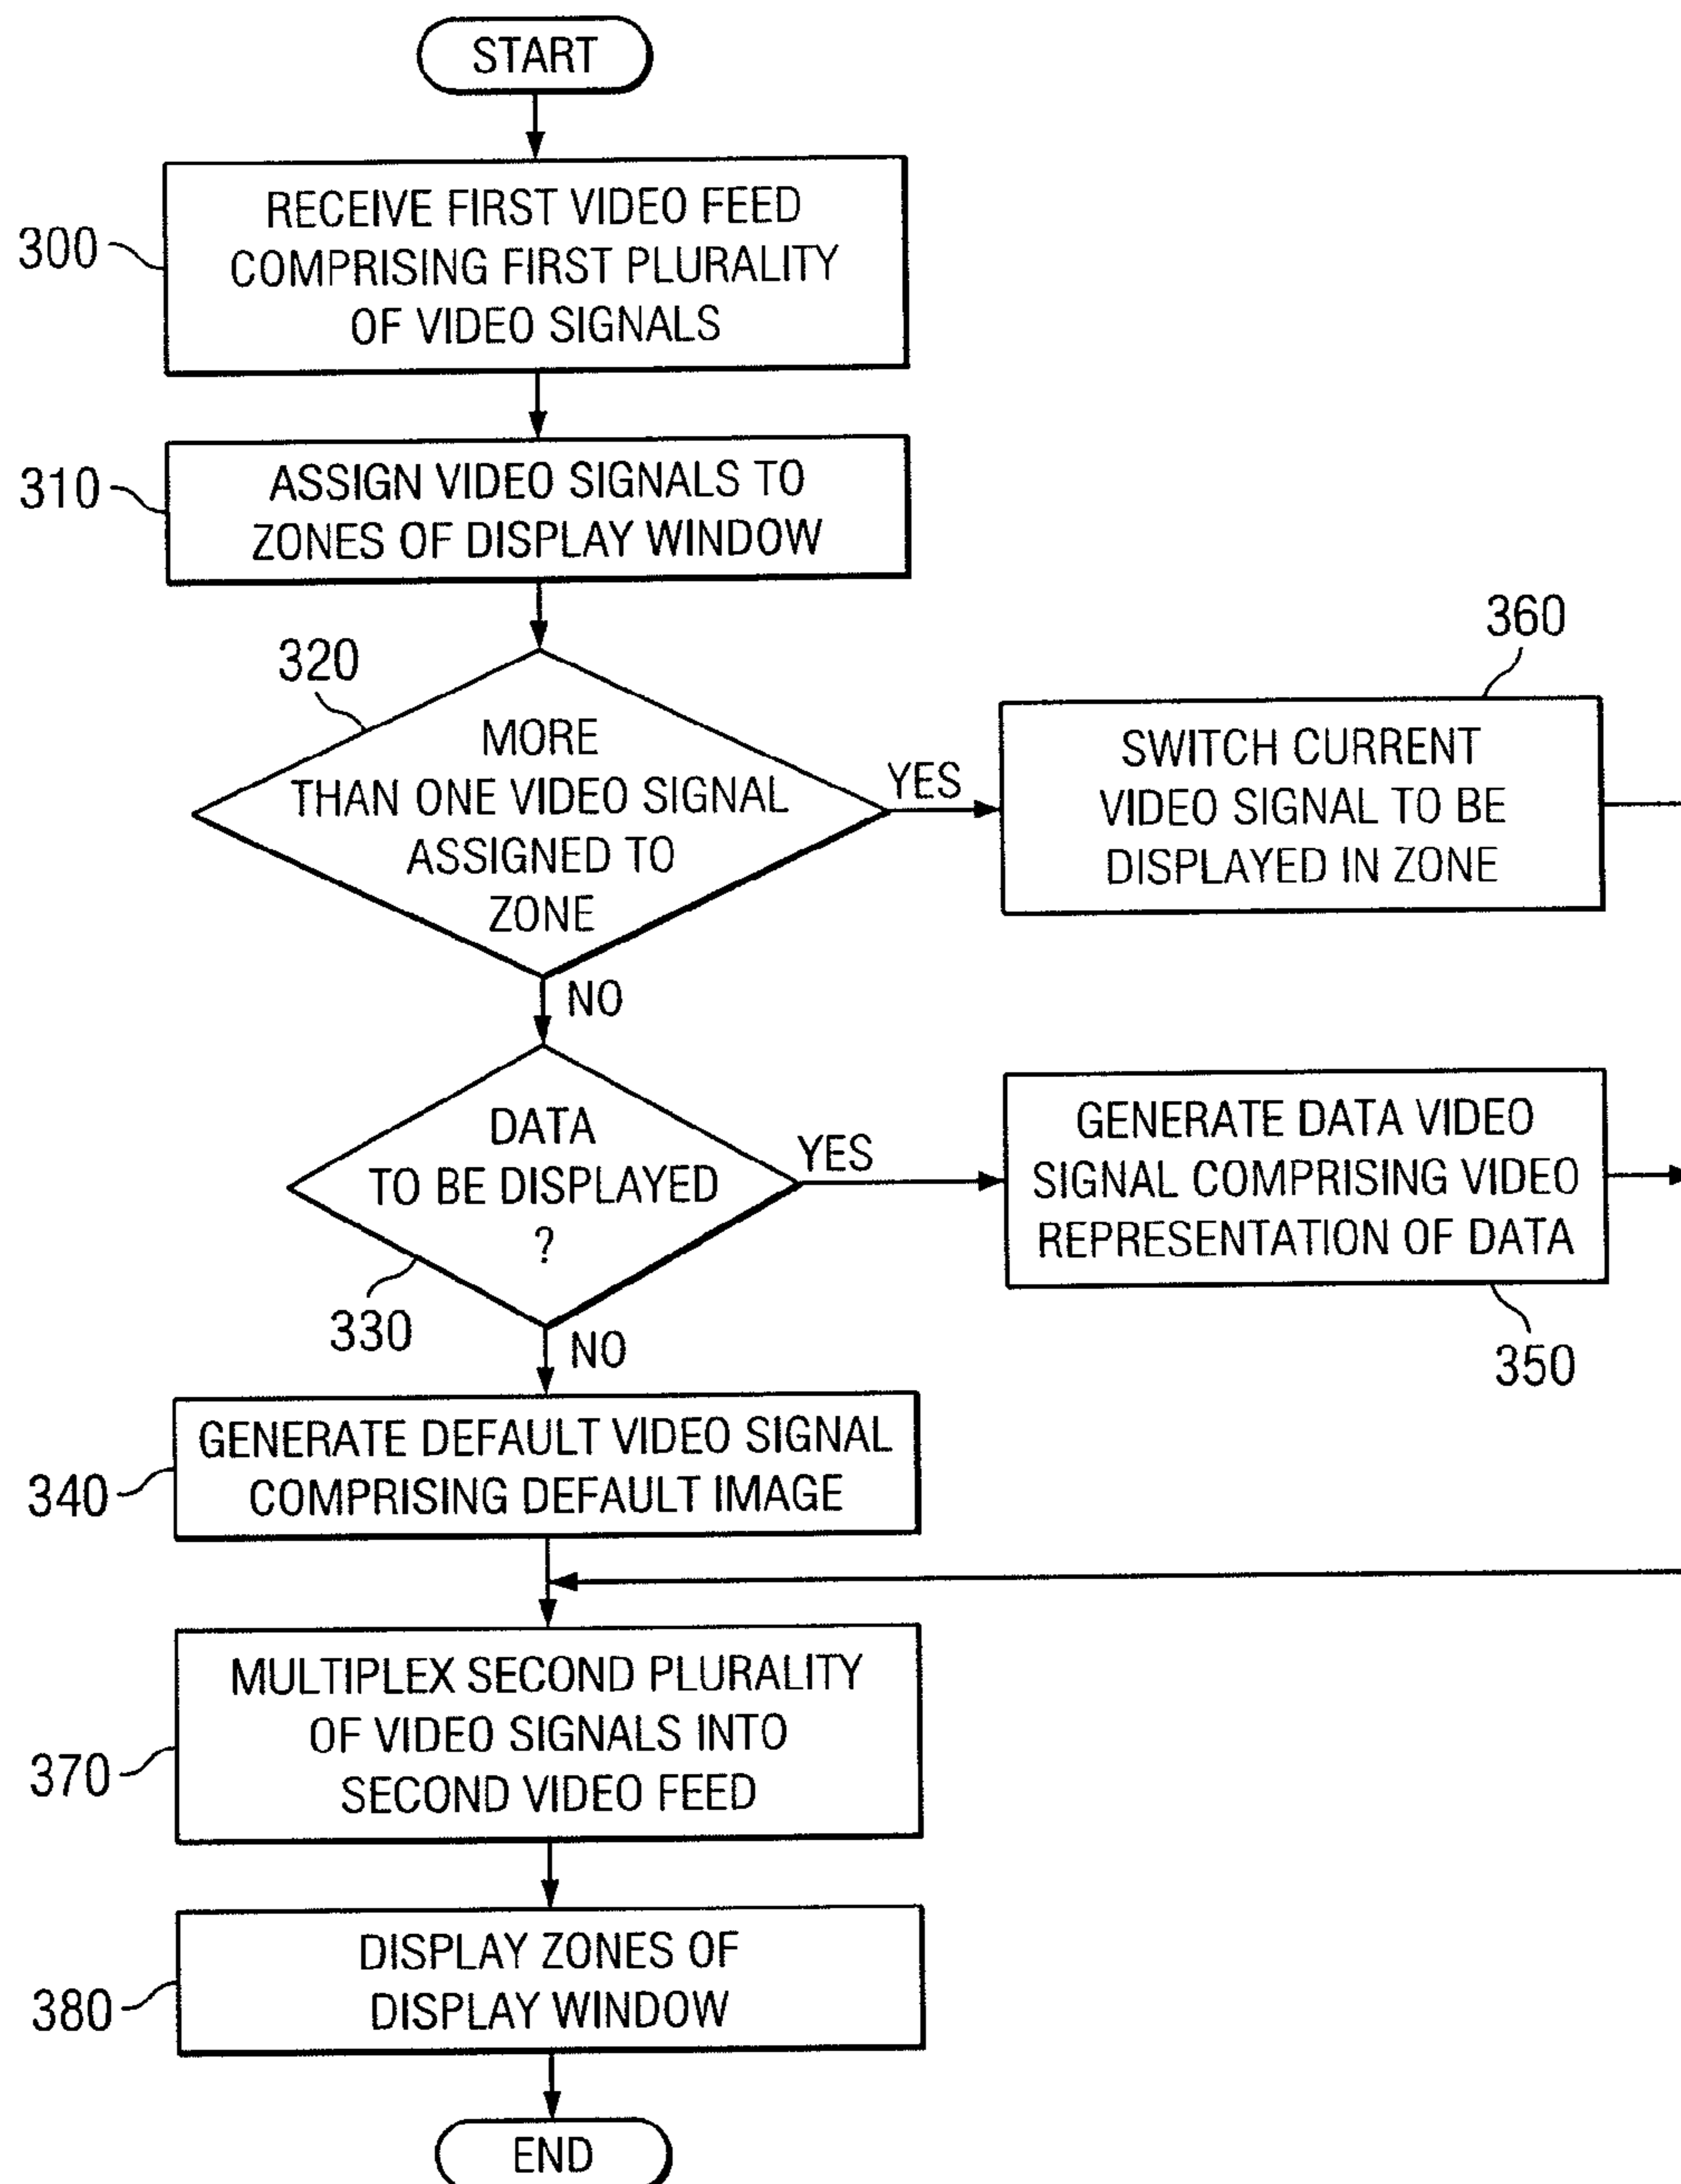 START
300
RECEIVE FIRST VIDEO FEED
COMPRISING FIRST PLURALITY
OF VIDEO SIGNALS
310
ASSIGN VIDEO SIGNALS TO
ZONES OF DISPLAY WINDOW
320
MORE
THAN ONE VIDEO SIGNAL
ASSIGNED TO
ZONE
YES
360
SWITCH CURRENT
VIDEO SIGNAL TO BE
DISPLAYED IN ZONE
NO
330
DATA
TO BE DISPLAYED
?
YES
GENERATE DATA VIDEO
SIGNAL COMPRISING VIDEO
REPRESENTATION OF DATA
350
NO
340
GENERATE DEFAULT VIDEO SIGNAL
COMPRISING DEFAULT IMAGE
370
MULTIPLEX SECOND PLURALITY
OF VIDEO SIGNALS INTO
SECOND VIDEO FEED
380
DISPLAY ZONES OF
DISPLAY WINDOW
END